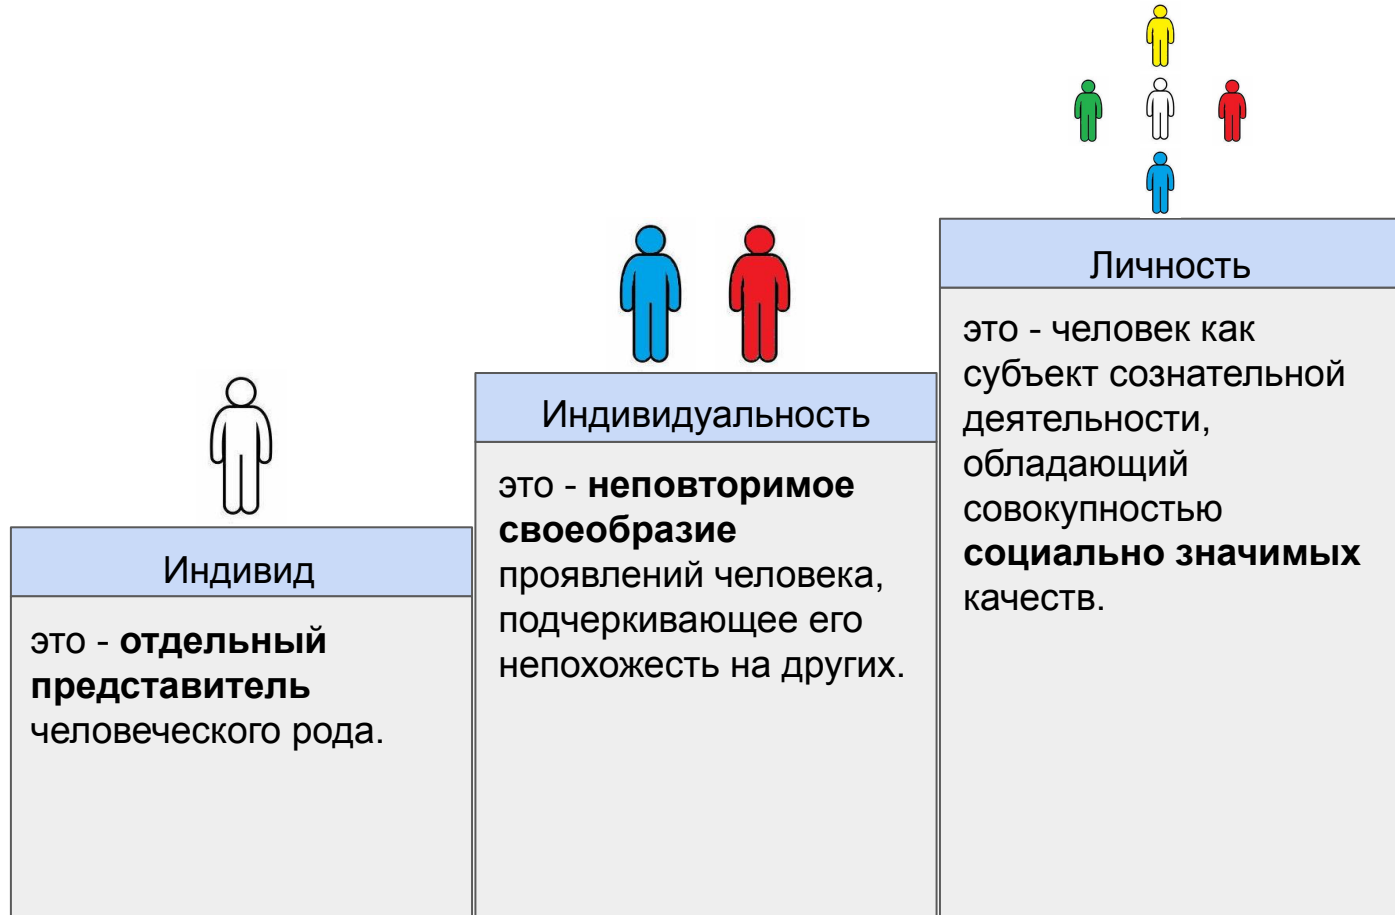 Индивид
это - отдельный
представитель
человеческого рода.
Индивидуальность
это - неповторимое
своеобразие
проявлений человека,
подчеркивающее его
непохожесть на других.
Личность
это - человек как
субъект сознательной
деятельности,
обладающий
совокупностью
социально значимых
качеств.